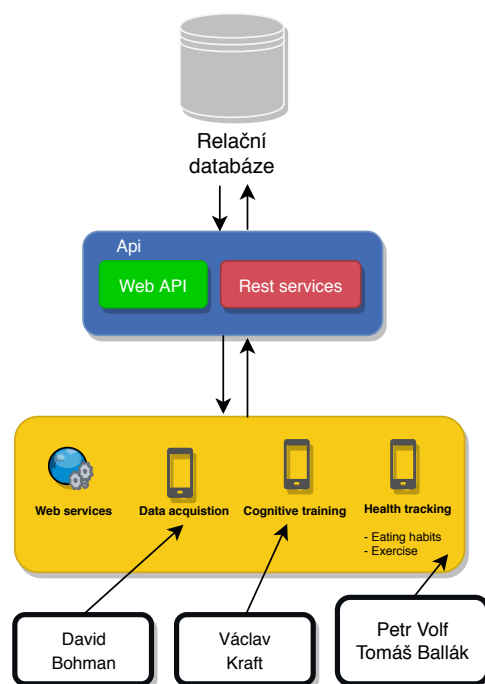 Relační
databáze
Api
Web API
Rest services
Web services
Data acquistion
Cognitive training
Health tracking
- Eating habits
- Exercise
David
Bohman
Václav
Kraft
Petr Volf
Tomáš Ballák